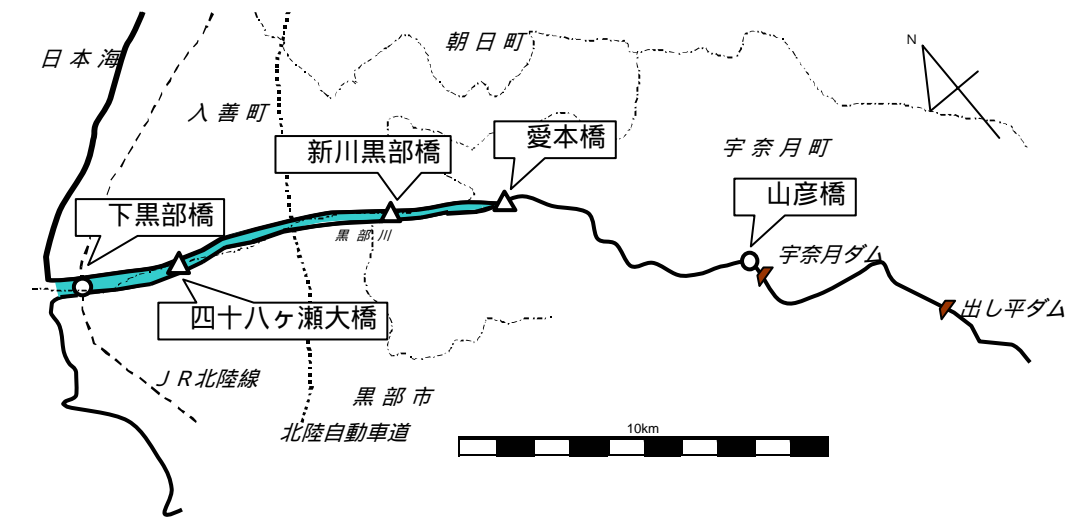 日本海
朝日町
N
入善町
新川黒部橋
愛本橋
宇奈月町
山彦橋
下黒部橋
黒部川
宇奈月ダム
四十八ヶ瀬大橋
出し平ダム
JR北陸線
黒部市
北陸自動車道
10km